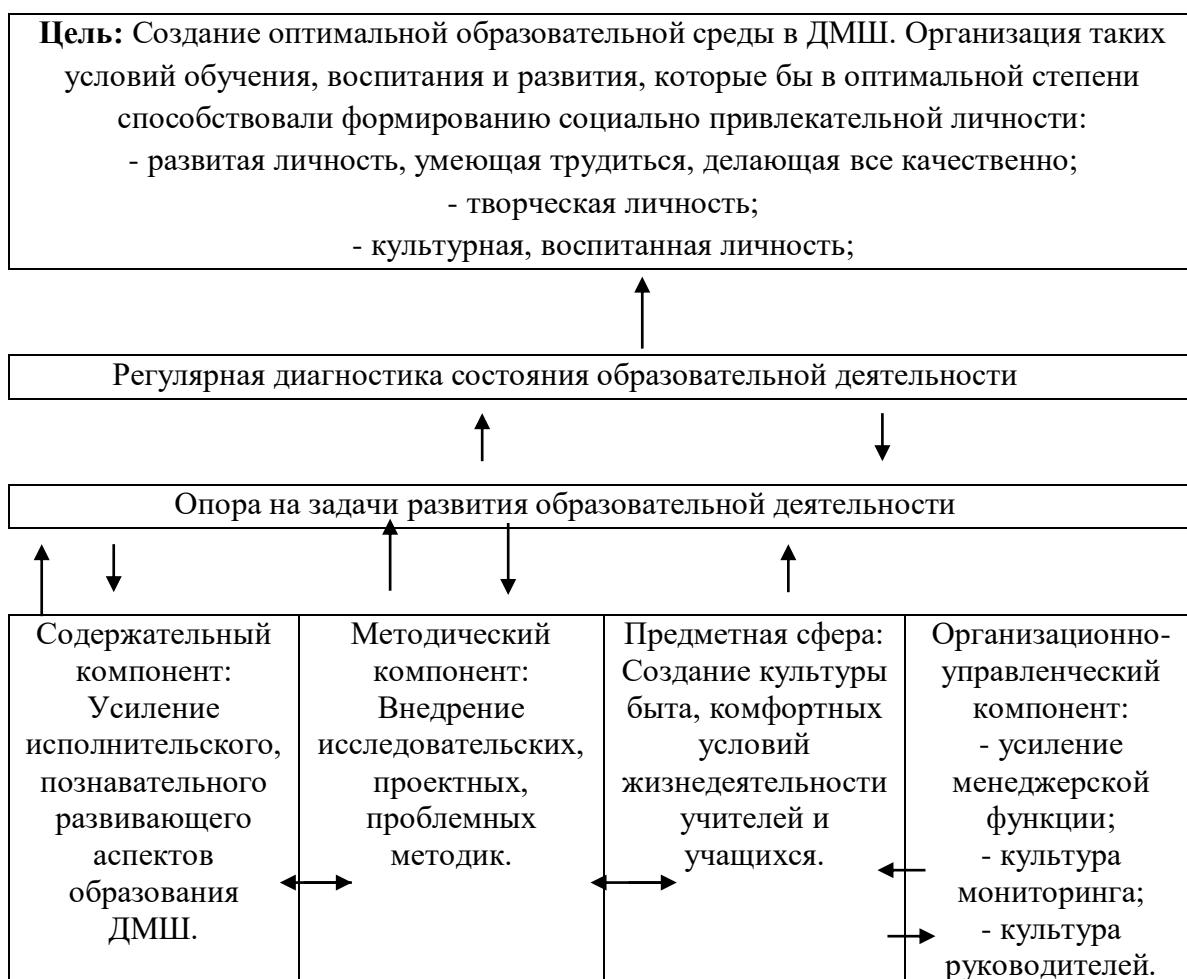 Цель: Создание оптимальной образовательной среды в ДМШ. Организация таких
условий обучения, воспитания и развития, которые бы в оптимальной степени
способствовали формированию социально привлекательной личности:
- развитая личность, умеющая трудиться, делающая все качественно;
- творческая личность;
- культурная, воспитанная личность;
Регулярная диагностика состояния образовательной деятельности
Опора на задачи развития образовательной деятельности
Содержательный
компонент:
Усиление
исполнительского,
познавательного
развивающего
аспектов
образования
ДМШ.
Методический
компонент:
Внедрение
исследовательских,
проектных,
проблемных
методик.
Предметная сфера:
Создание культуры
быта, комфортных
условий
жизнедеятельности
учителей и
учащихся.
Организационно-
управленческий
компонент:
- усиление
менеджерской
функции;
- культура
мониторинга;
- культура
руководителей.